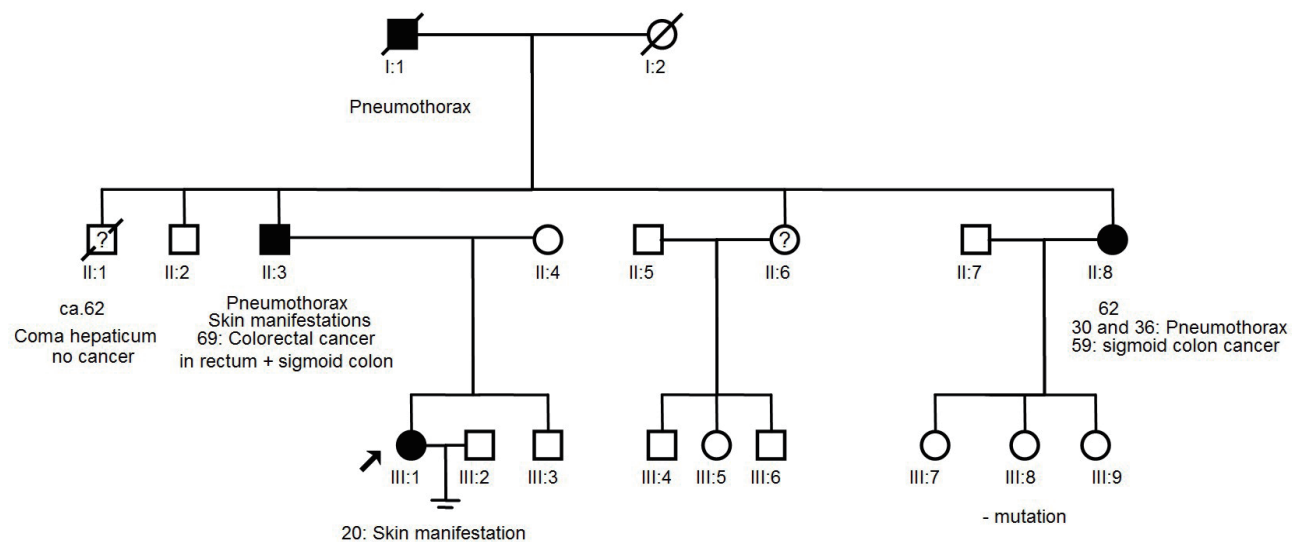 I:1 I:2
Pneumothorax
? ?
II:1 II:2 II:3 II:4 II:5 II:6 II:7 II:8
ca.62
Coma hepaticum
no cancer
Pneumothorax
Skin manifestations
69: Colorectal cancer
in rectum + sigmoid colon
62
30 and 36: Pneumothorax
59: sigmoid colon cancer
III:1 III:2 III:3 III:4 III:5 III:6 III:7 III:8 III:9
20: Skin manifestation
- mutation